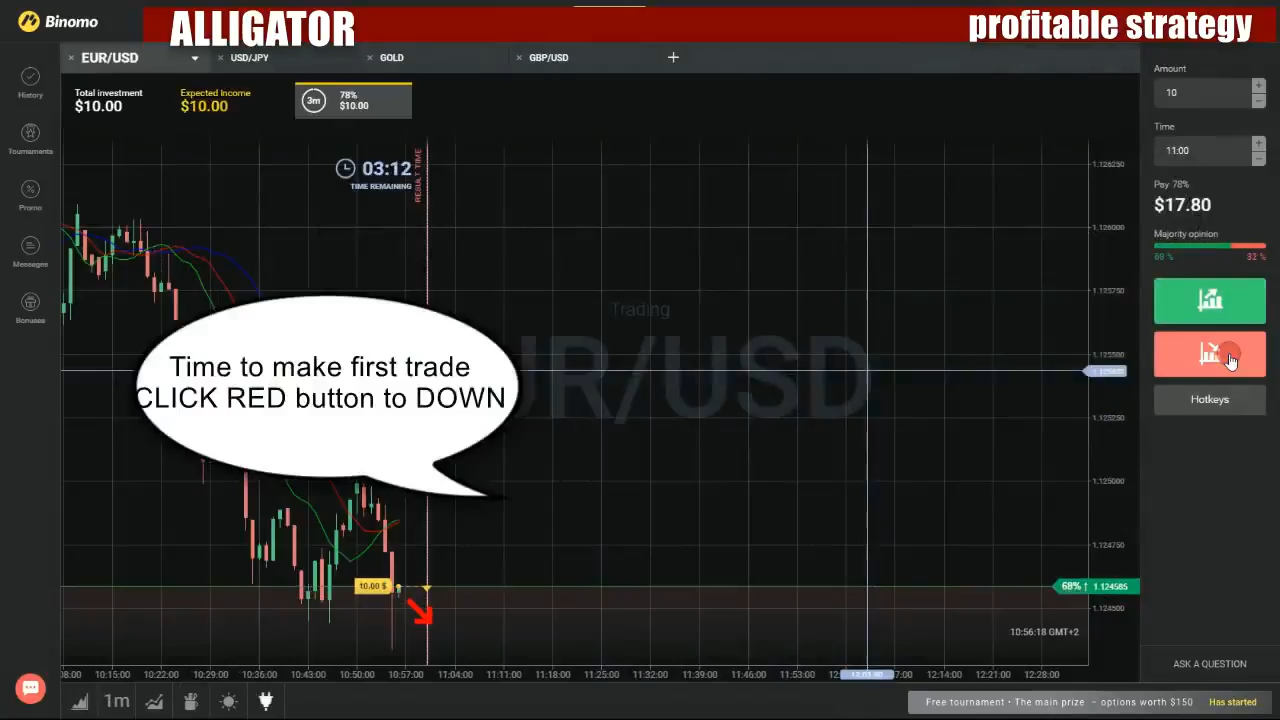 ALLIGATOR
profitable strategy
Binomo
EUR/USD
USD/JPY
GOLD
GBP/USD
History
Tournaments
Promo
Messages
Bonuses
Total investment
$10.00
Expected Income
$10.00
3m
78%
$10.00
03:12
TIME REMAINING
RESULT TIME
Trading
EUR/USD
Time to make first trade
CLICK RED button to DOWN
10.00 $
1.126250
1.126000
1.125750
1.125500
1.125250
1.125000
1.124750
68% ↑ 1.124585
1.124500
10:56:18 GMT+2
:08:00 10:15:00 10:22:00 10:29:00 10:36:00 10:43:00 10:50:00 10:57:00 11:04:00 11:11:00 11:18:00 11:25:00 11:32:00 11:39:00 11:46:00 11:53:00 12:14:00 12:21:00 12:28:00
1m
Amount
10
Time
11:00
Pay 78%
$17.80
Majority opinion
68 % 32 %
Hotkeys
ASK A QUESTION
Free tournament • The main prize – options worth $150 Has started